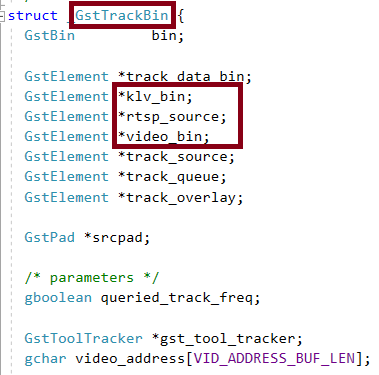 struct _GstTrackBin {
GstBin bin;
GstElement *track_data_bin;
GstElement *klv_bin;
GstElement *rtsp_source;
GstElement *video_bin;
GstElement *track_source;
GstElement *track_queue;
GstElement *track_overlay;
GstPad *srcpad;
/* parameters */
gboolean queried_track_freq;
GstToolTracker *gst_tool_tracker;
gchar video_address[VID_ADDRESS_BUF_LEN];